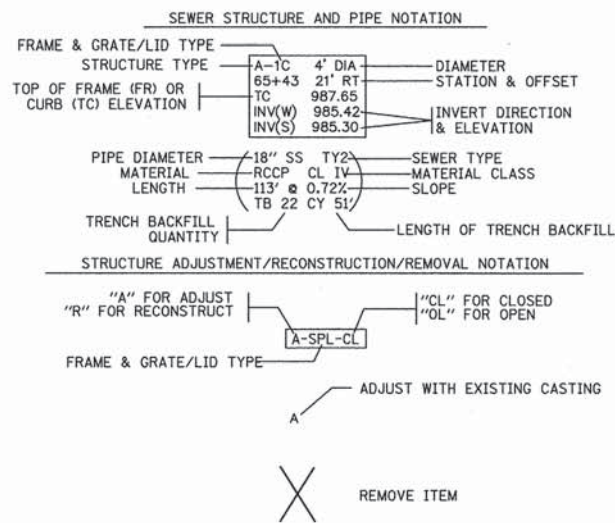 SEWER STRUCTURE AND PIPE NOTATION
FRAME & GRATE/LID TYPE
STRUCTURE TYPE A-1C 4' DIA DIAMETER
65+43 21' RT STATION & OFFSET
TOP OF FRAME (FR) OR
CURB (TC) ELEVATION
TC 987.65
INV(W) 985.42
INV(S) 985.30
INVERT DIRECTION
& ELEVATION
PIPE DIAMETER 18" SS TY2 SEWER TYPE
MATERIAL RCCP CL IV MATERIAL CLASS
LENGTH 113' @ 0.72% SLOPE
TB 22 CY 51'
TRENCH BACKFILL
QUANTITY
LENGTH OF TRENCH BACKFILL
STRUCTURE ADJUSTMENT/RECONSTRUCTION/REMOVAL NOTATION
"A" FOR ADJUST
"R" FOR RECONSTRUCT
"CL" FOR CLOSED
"OL" FOR OPEN
A-SPL-CL
FRAME & GRATE/LID TYPE
ADJUST WITH EXISTING CASTING
A
REMOVE ITEM